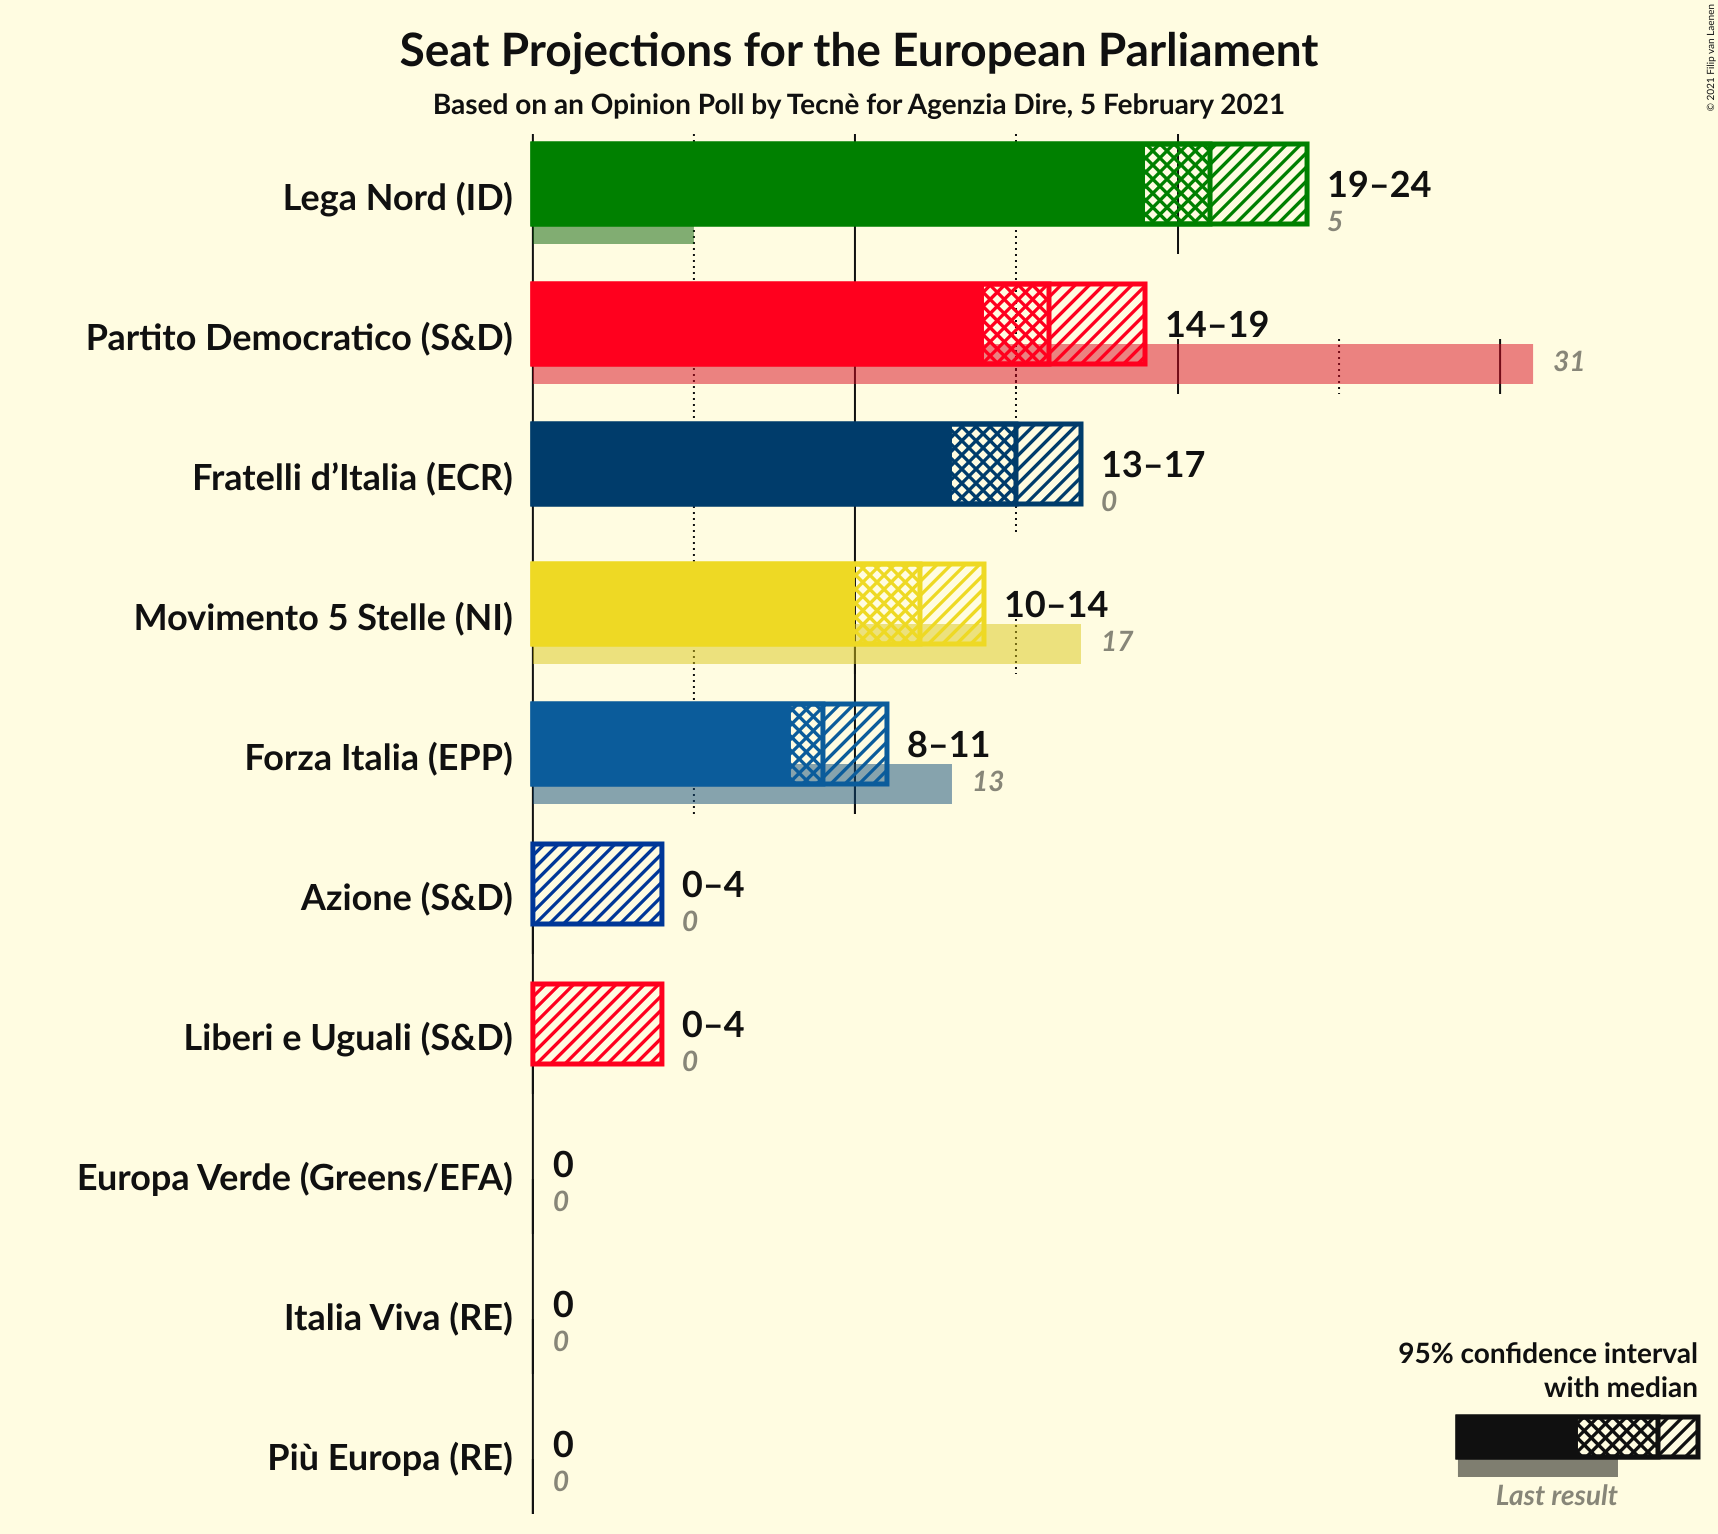 Seat Projections for the European Parliament
Based on an Opinion Poll by Tecnè for Agenzia Dire, 5 February 2021
© 2021 Filip van Laenen
Lega Nord (ID)
19–24
5
Partito Democratico (S&D)
14–19
31
Fratelli d’Italia (ECR)
13–17
0
Movimento 5 Stelle (NI)
10–14
17
Forza Italia (EPP)
8–11
13
Azione (S&D)
0–4
0
Liberi e Uguali (S&D)
0–4
0
Europa Verde (Greens/EFA)
0
0
Italia Viva (RE)
0
0
Più Europa (RE)
0
0
95% confidence interval
with median
Last result